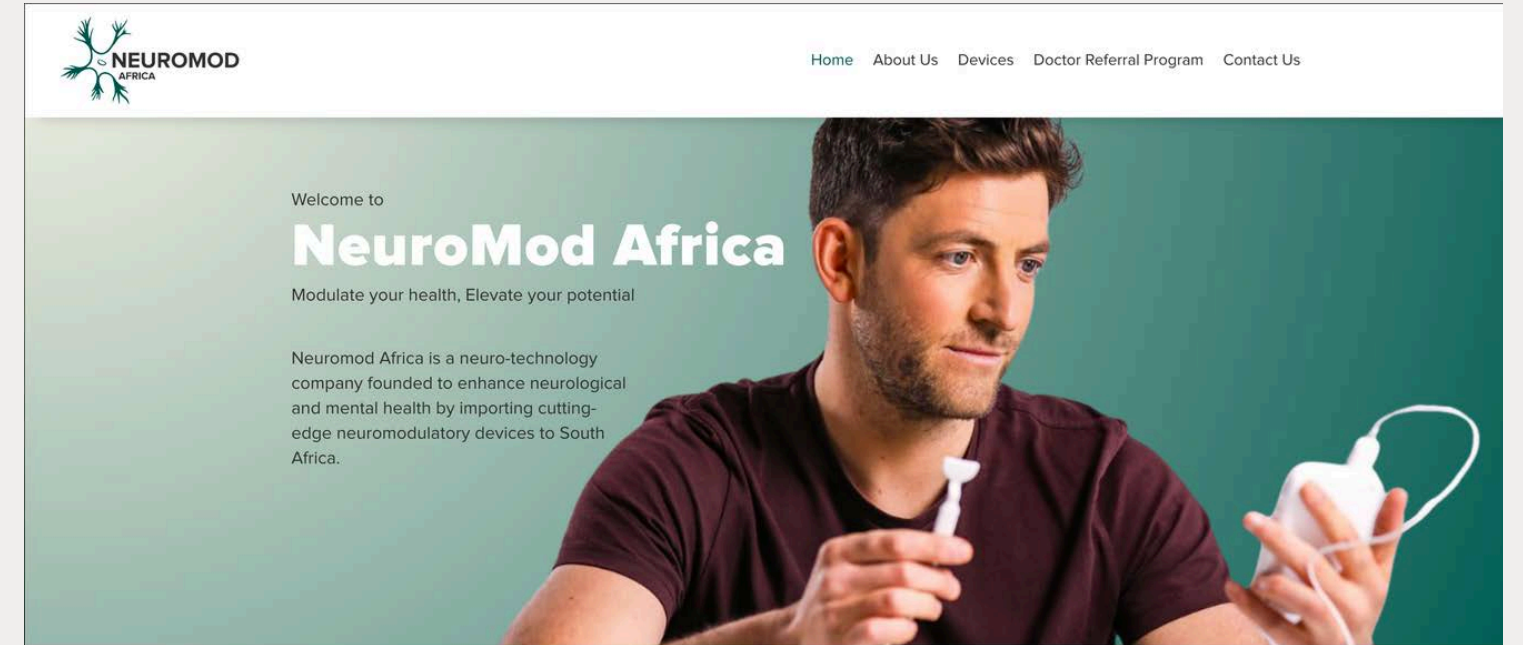 NEUROMOD
AFRICA
Home About Us Devices Doctor Referral Program Contact Us
Welcome to
NeuroMod Africa
Modulate your health, Elevate your potential
Neuromod Africa is a neuro-technology
company founded to enhance neurological
and mental health by importing cutting-
edge neuromodulatory devices to South
Africa.